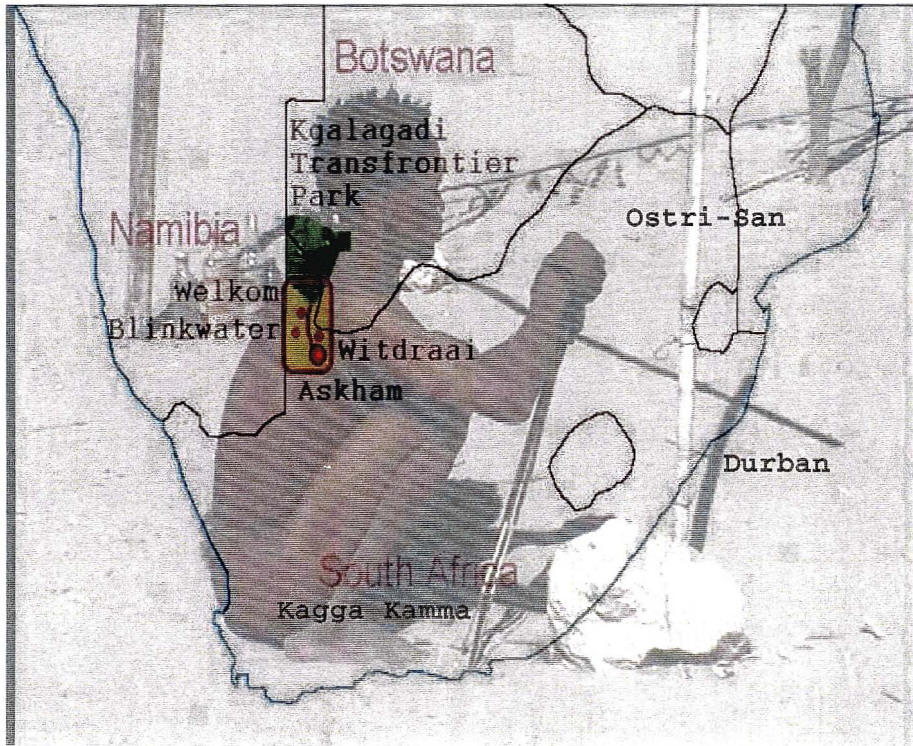 Botswana
Kgalagadi
Transfrontier
Park
Ostri-San
Namibia
Welkom
Blinkwater
Witdraai
Askham
Durban
South Africa
Kagga Kamma